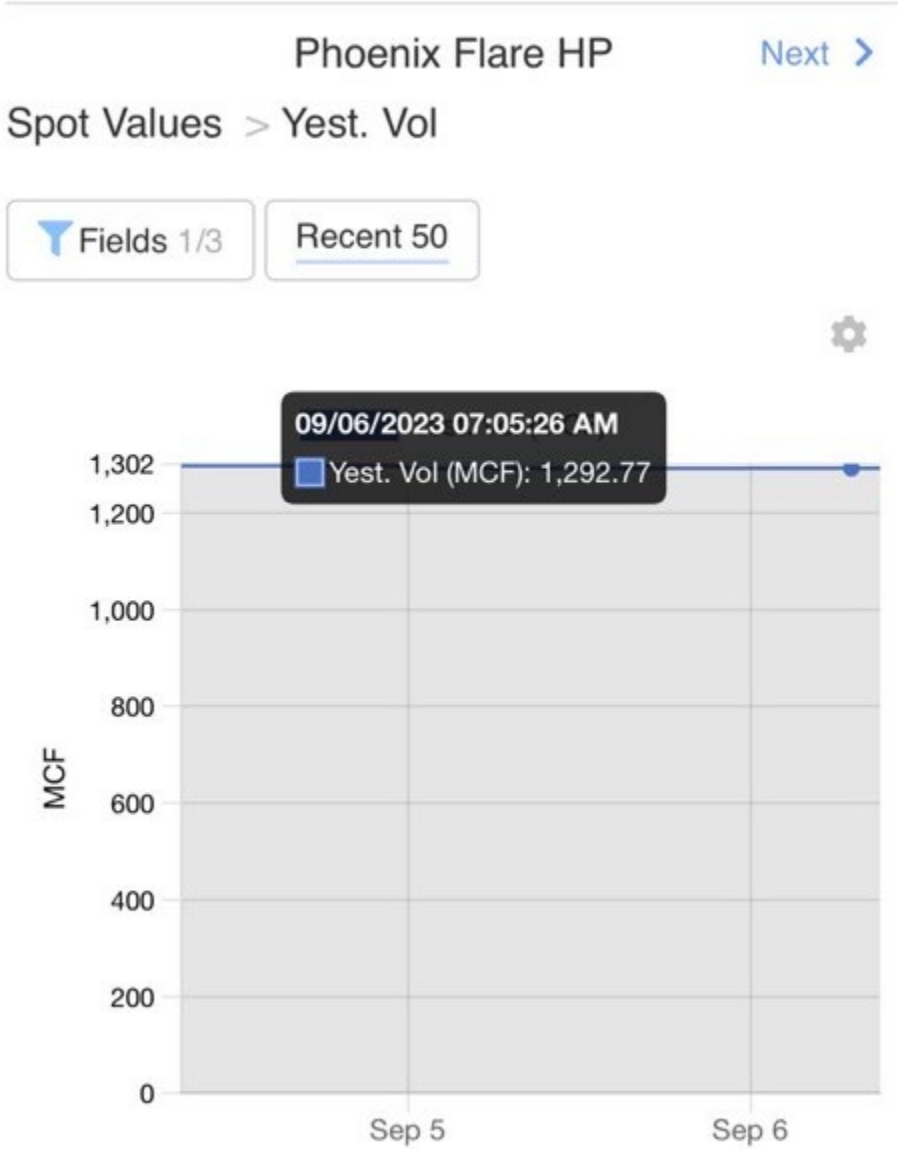 Phoenix Flare HP
Next >
Spot Values > Yest. Vol
Fields 1/3
Recent 50
09/06/2023 07:05:26 AM
Yest. Vol (MCF): 1,292.77
1,302
1,200
1,000
800
600
400
200
0
MCF
Sep 5
Sep 6